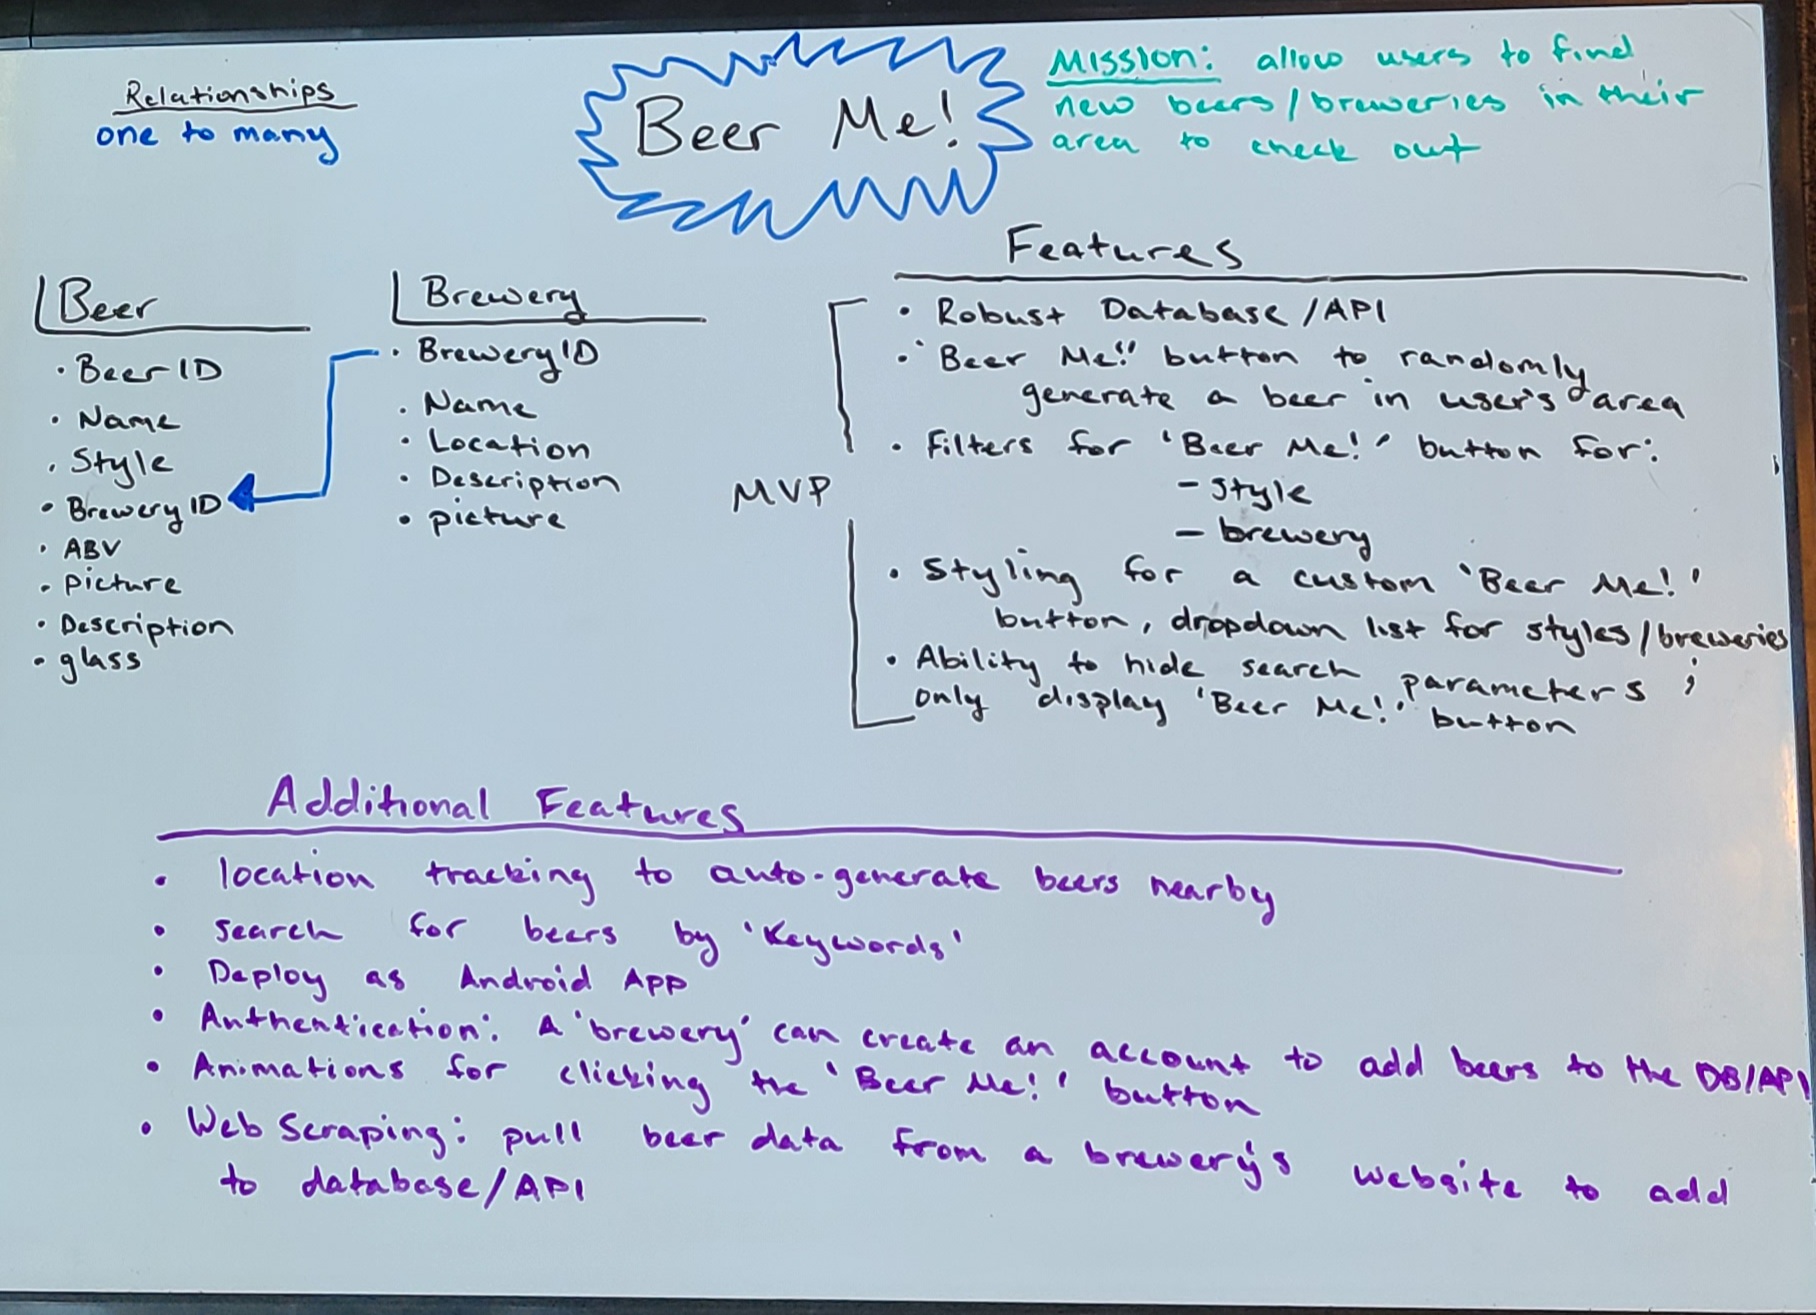 Relationships
one to many
Beer Me!
Mission: allow users to find
new beers/breweries in their
area to check out
Beer
• Beer ID
• Name
• Style
• Brewery ID
• ABV
• picture
• Description
• glass
Brewery
• Brewery ID
• Name
• Location
• Description
• picture
Features
MVP
• Robust Database/API
• 'Beer Me!' button to randomly
generate a beer in user's area
• Filters for 'Beer Me!' button for:
- style
- brewery
• Styling for a custom 'Beer Me!'
button, dropdown list for styles/breweries
• Ability to hide search parameters ;
only display 'Beer Me!' button
Additional Features
• location tracking to auto-generate beers nearby
• search for beers by 'Keywords'
• Deploy as Android App
• Authentication: A 'brewery' can create an account to add beers to the DB/API
• Animations for clicking the 'Beer Me!' button
• Web Scraping: pull beer data from a brewery's website to add
to database/API